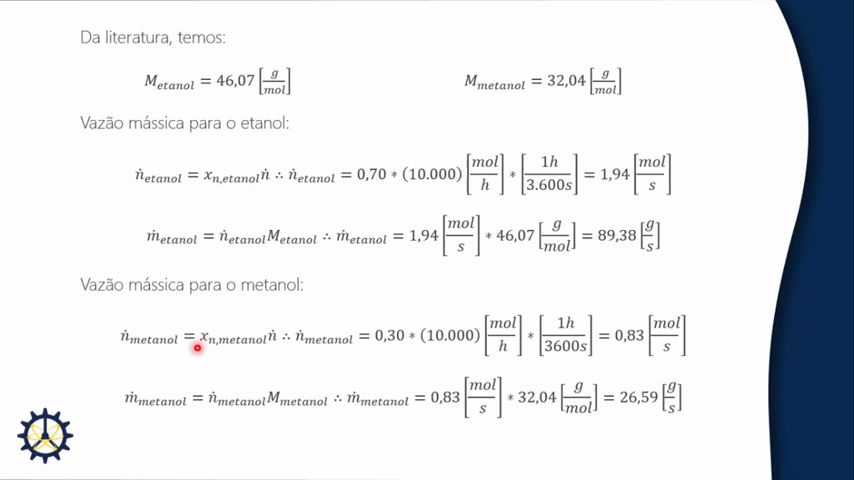 Da literatura, temos:
M_etanol = 46,07 [g/mol] M_metanol = 32,04 [g/mol]
Vazão mássica para o etanol:
ṅ_etanol = x_n,etanol ṅ ∴ ṅ_etanol = 0,70 ∗ (10.000) [mol/h] ∗ [1h/3.600s] = 1,94 [mol/s]
ṁ_etanol = ṅ_etanol M_etanol ∴ ṁ_etanol = 1,94 [mol/s] ∗ 46,07 [g/mol] = 89,38 [g/s]
Vazão mássica para o metanol:
ṅ_metanol = x_n,metanol ṅ ∴ ṅ_metanol = 0,30 ∗ (10.000) [mol/h] ∗ [1h/3600s] = 0,83 [mol/s]
ṁ_metanol = ṅ_metanol M_metanol ∴ ṁ_metanol = 0,83 [mol/s] ∗ 32,04 [g/mol] = 26,59 [g/s]